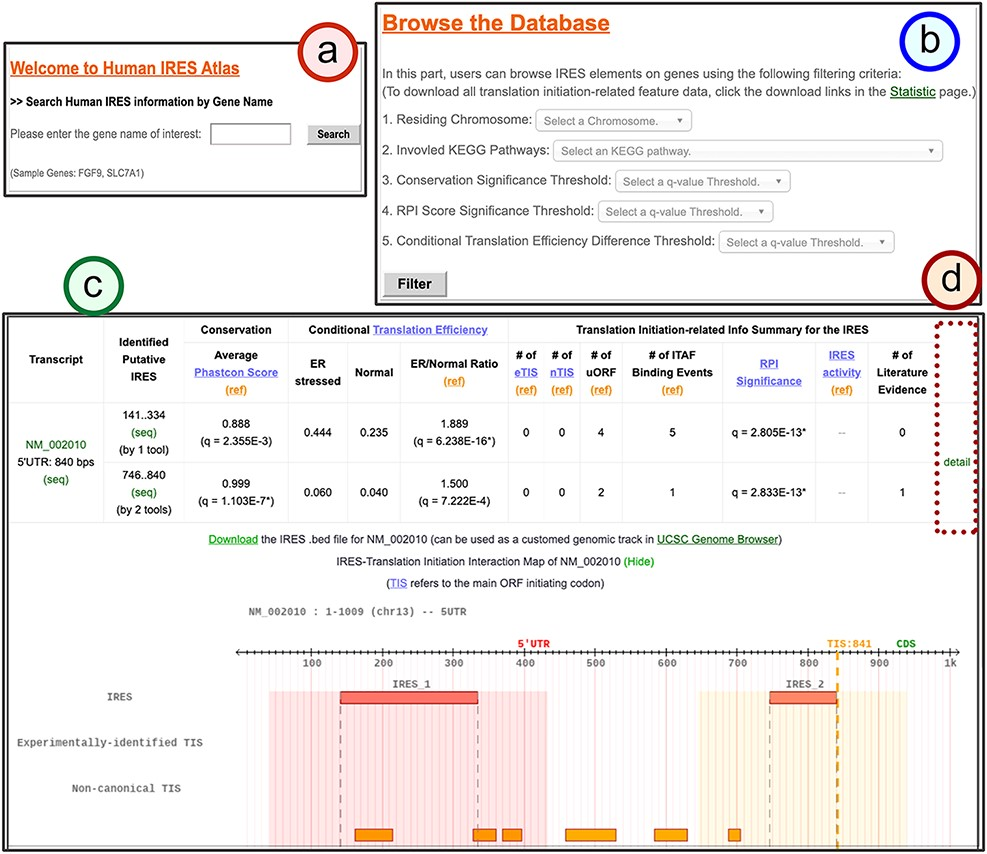 a
Welcome to Human IRES Atlas
>> Search Human IRES information by Gene Name
Please enter the gene name of interest:
Search
(Sample Genes: FGF9, SLC7A1)
b
Browse the Database
In this part, users can browse IRES elements on genes using the following filtering criteria:
(To download all translation initiation-related feature data, click the download links in the Statistic page.)
1. Residing Chromosome: Select a Chromosome.
2. Invovled KEGG Pathways: Select an KEGG pathway.
3. Conservation Significance Threshold: Select a q-value Threshold.
4. RPI Score Significance Threshold: Select a q-value Threshold.
5. Conditional Translation Efficiency Difference Threshold: Select a q-value Threshold.
Filter
c
d
Transcript
Identified
Putative
IRES
Conservation
Average
Phastcon Score
(ref)
Conditional Translation Efficiency
ER
stressed
Normal
ER/Normal Ratio
(ref)
Translation Initiation-related Info Summary for the IRES
# of
eTIS
(ref)
# of
nTIS
(ref)
# of
uORF
(ref)
# of ITAF
Binding Events
(ref)
RPI
Significance
IRES
activity
(ref)
# of
Literature
Evidence
NM_002010
5'UTR: 840 bps
(seq)
141..334
(seq)
(by 1 tool)
0.888
(q = 2.355E-3)
0.444
0.235
1.889
(q = 6.238E-16*)
0
0
4
5
q = 2.805E-13*
--
0
detail
746..840
(seq)
(by 2 tools)
0.999
(q = 1.103E-7*)
0.060
0.040
1.500
(q = 7.222E-4)
0
0
2
1
q = 2.833E-13*
--
1
Download the IRES .bed file for NM_002010 (can be used as a customed genomic track in UCSC Genome Browser)
IRES-Translation Initiation Interaction Map of NM_002010 (Hide)
(TIS refers to the main ORF initiating codon)
NM_002010 : 1-1009 (chr13) -- 5UTR
5'UTR TIS:841 CDS
100 200 300 400 500 600 700 800 900 1k
IRES_1 IRES_2
IRES
Experimentally-identified TIS
Non-canonical TIS